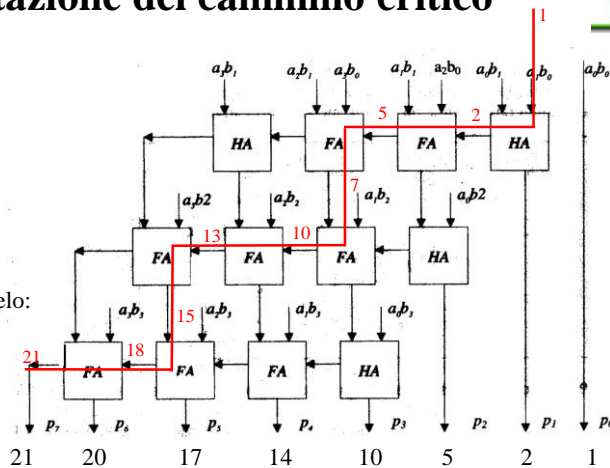 tazione del cammino critico
1
a₃b₁ a₂b₁ a₃b₀ a₁b₁ a₂b₀ a₀b₁ a₁b₀ a₀b₀
5 2
HA FA FA HA
7
a₃b2 a₂b₂ a₁b₂ a₀b2
13 10
FA FA FA HA
elo:
15
a₃b₃ a₂b₃ a₁b₃ a₀b₃
21 18
FA FA FA HA
p₇ p₆ p₅ p₄ p₃ p₂ p₁
21 20 17 14 10 5 2 1